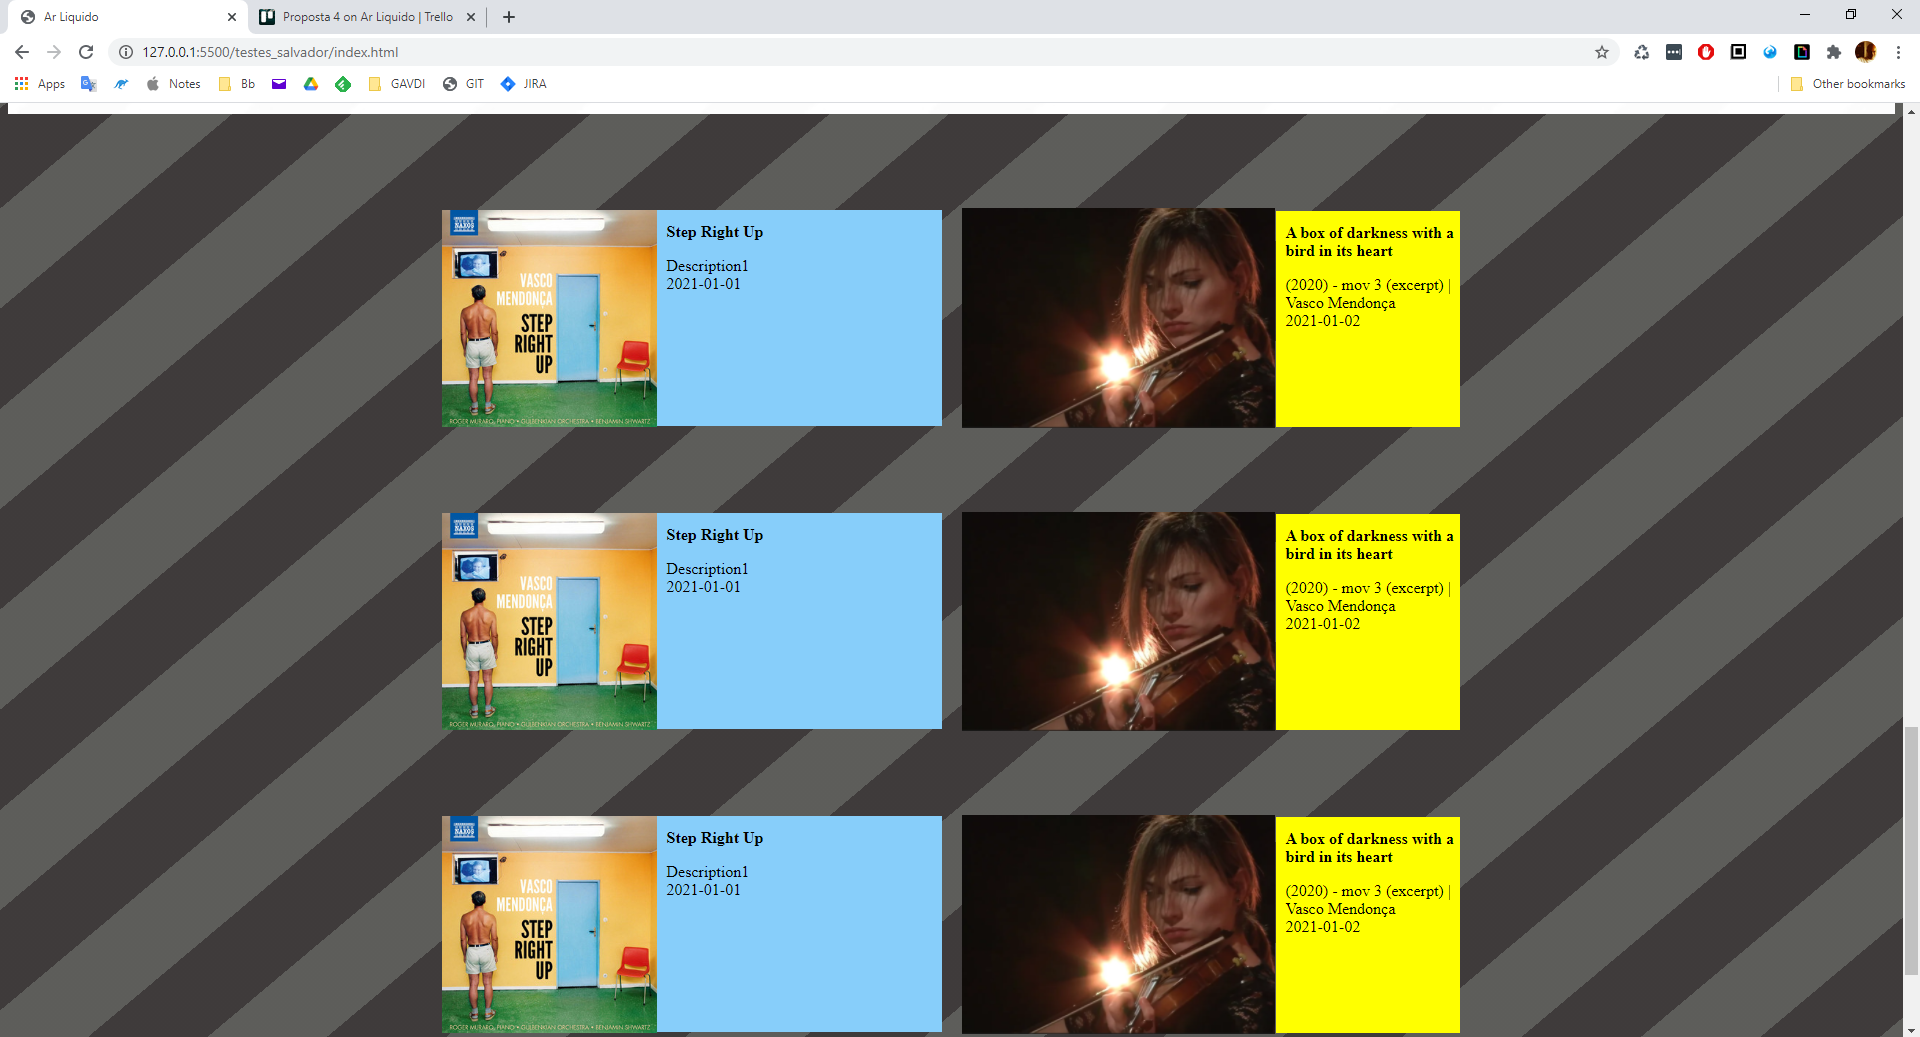 Ar Liquido
Proposta 4 on Ar Liquido | Trello
127.0.0.1:5500/testes_salvador/index.html
Apps
Notes
Bb
GAVDI
GIT
JIRA
Other bookmarks
NAXOS
VASCO
MENDONÇA
STEP
RIGHT
UP
ROGER MURARO, PIANO • GULBENKIAN ORCHESTRA • BENJAMIN SHWARTZ
Step Right Up
Description1
2021-01-01
A box of darkness with a
bird in its heart
(2020) - mov 3 (excerpt) |
Vasco Mendonça
2021-01-02
NAXOS
VASCO
MENDONÇA
STEP
RIGHT
UP
ROGER MURARO, PIANO • GULBENKIAN ORCHESTRA • BENJAMIN SHWARTZ
Step Right Up
Description1
2021-01-01
A box of darkness with a
bird in its heart
(2020) - mov 3 (excerpt) |
Vasco Mendonça
2021-01-02
NAXOS
VASCO
MENDONÇA
STEP
RIGHT
UP
ROGER MURARO, PIANO • GULBENKIAN ORCHESTRA • BENJAMIN SHWARTZ
Step Right Up
Description1
2021-01-01
A box of darkness with a
bird in its heart
(2020) - mov 3 (excerpt) |
Vasco Mendonça
2021-01-02